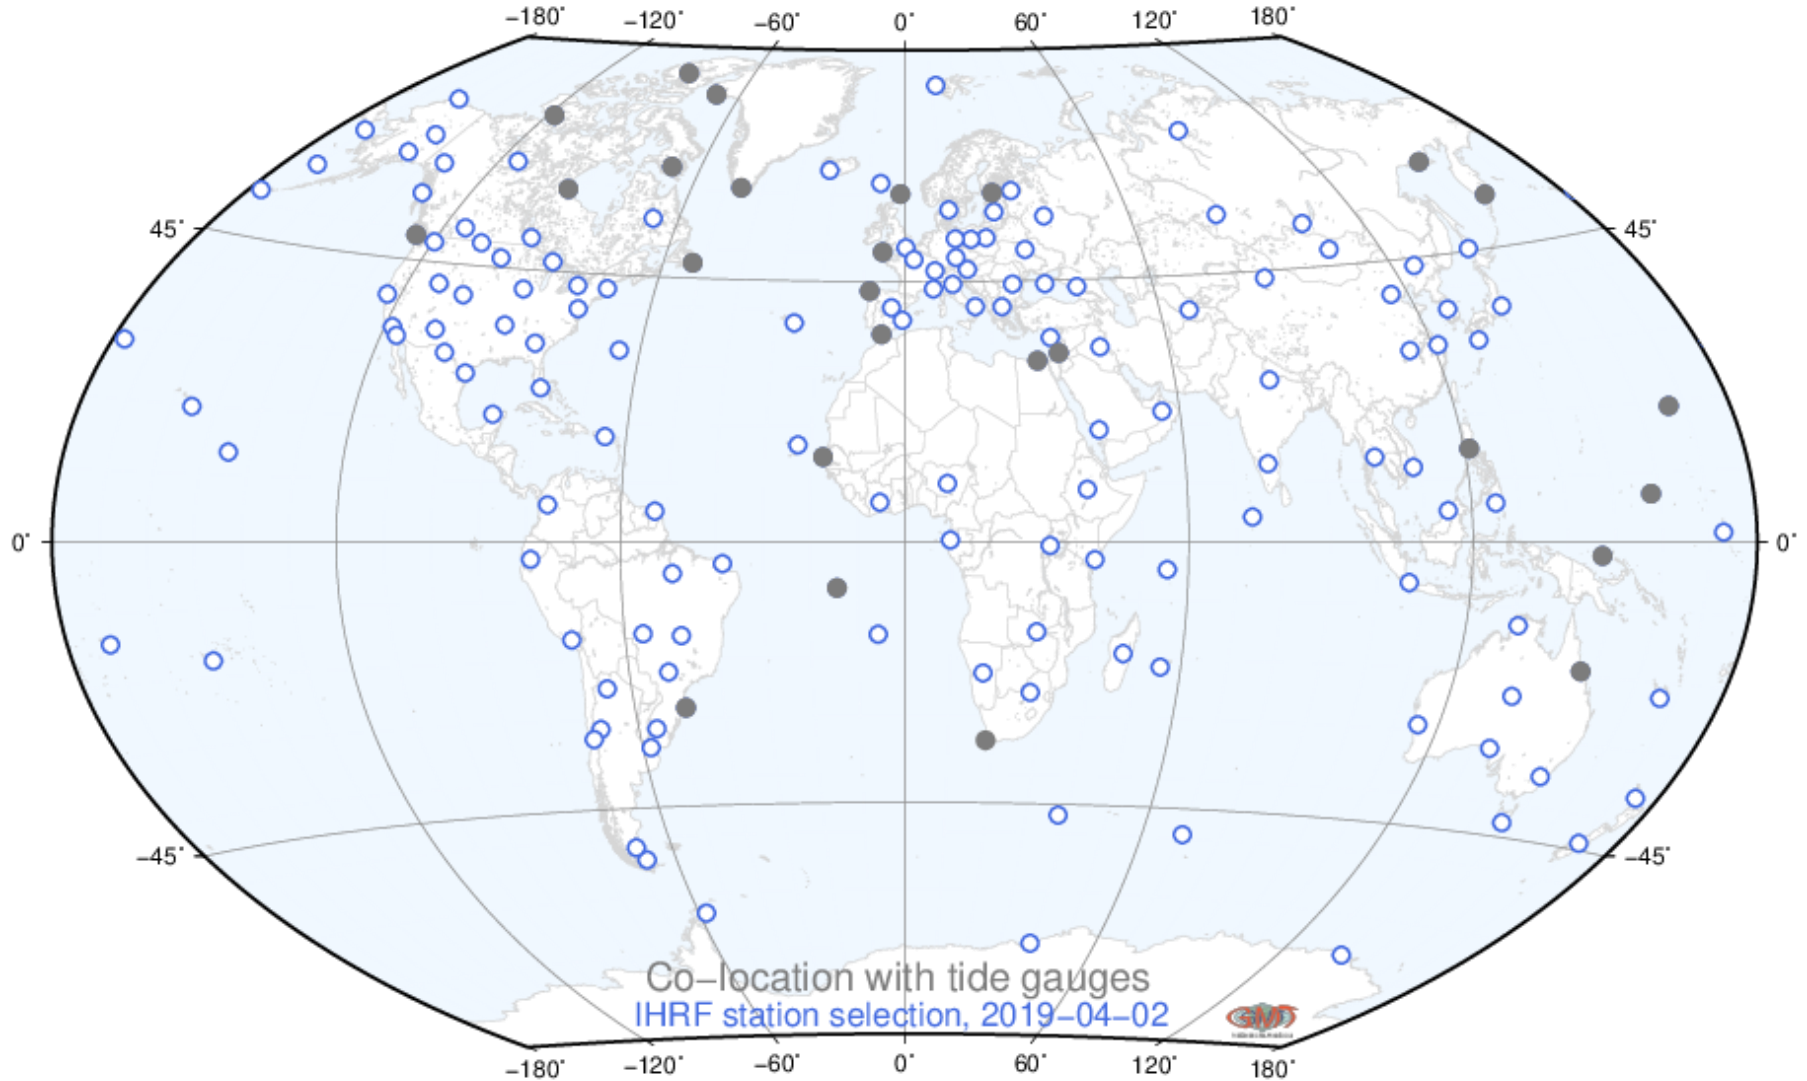 −180˚ −120˚ −60˚ 0˚ 60˚ 120˚ 180˚
45˚ 45˚
0˚ 0˚
−45˚ −45˚
Co−location with tide gauges
IHRF station selection, 2019−04−02
GMT
−180˚ −120˚ −60˚ 0˚ 60˚ 120˚ 180˚